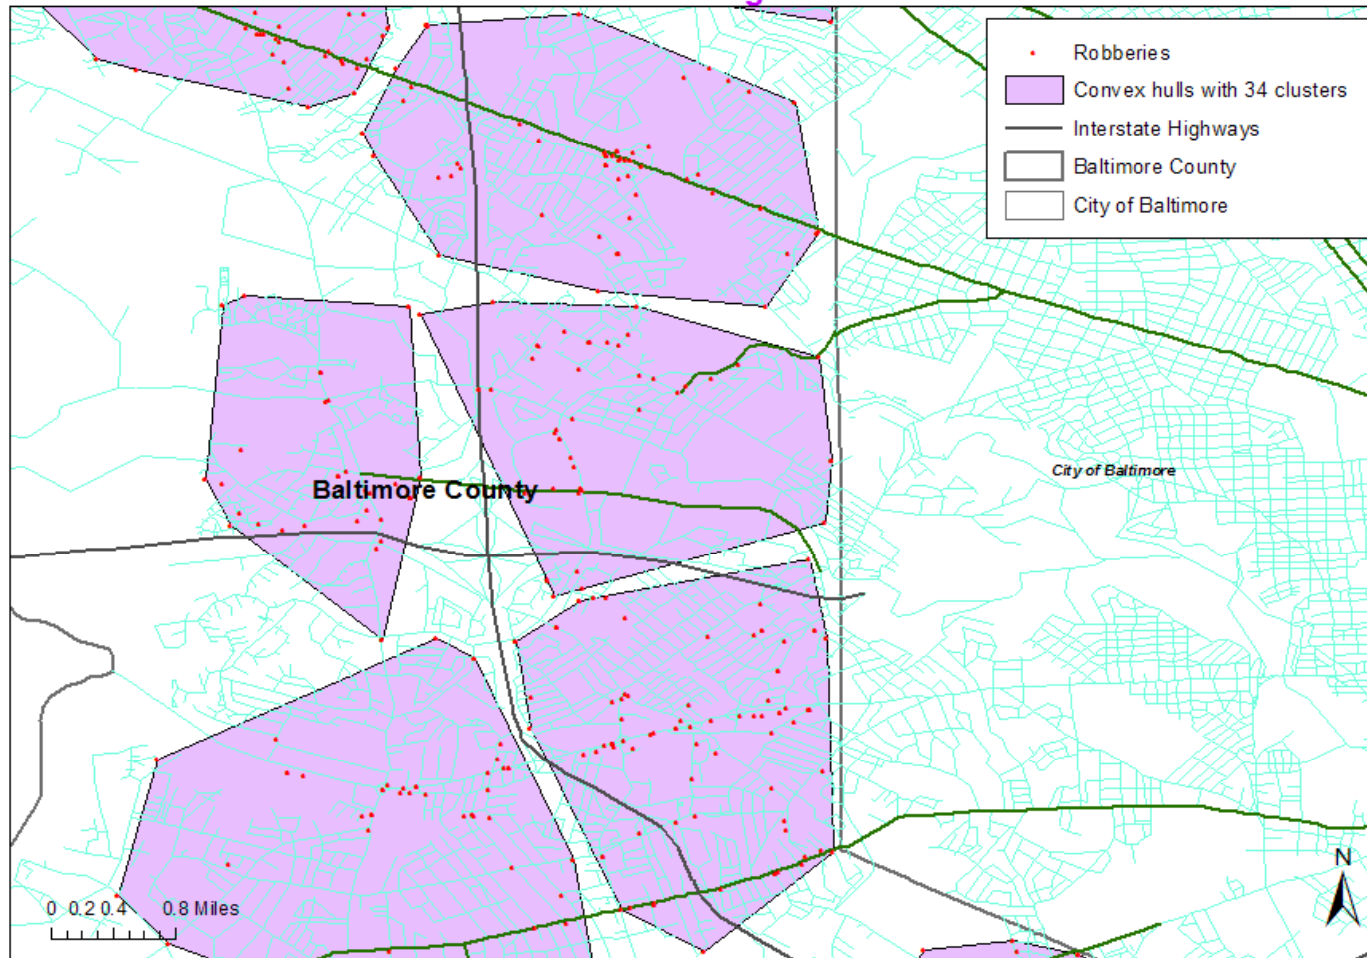 Robberies
Convex hulls with 34 clusters
Interstate Highways
Baltimore County
City of Baltimore
City of Baltimore
Baltimore County
N
0 0.2 0.4 0.8 Miles